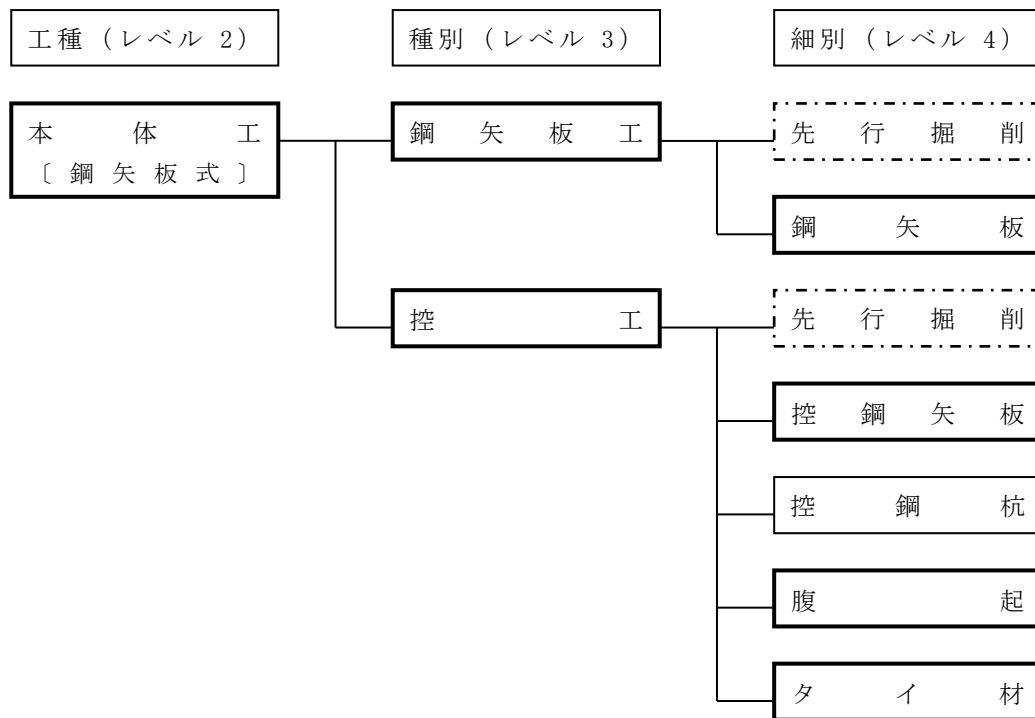 工種（レベル 2）
種別（レベル 3）
細別（レベル 4）
本体工
〔鋼矢板式〕
鋼矢板工
先行掘削
鋼矢板
控工
先行掘削
控鋼矢板
控鋼杭
腹起
タイ材